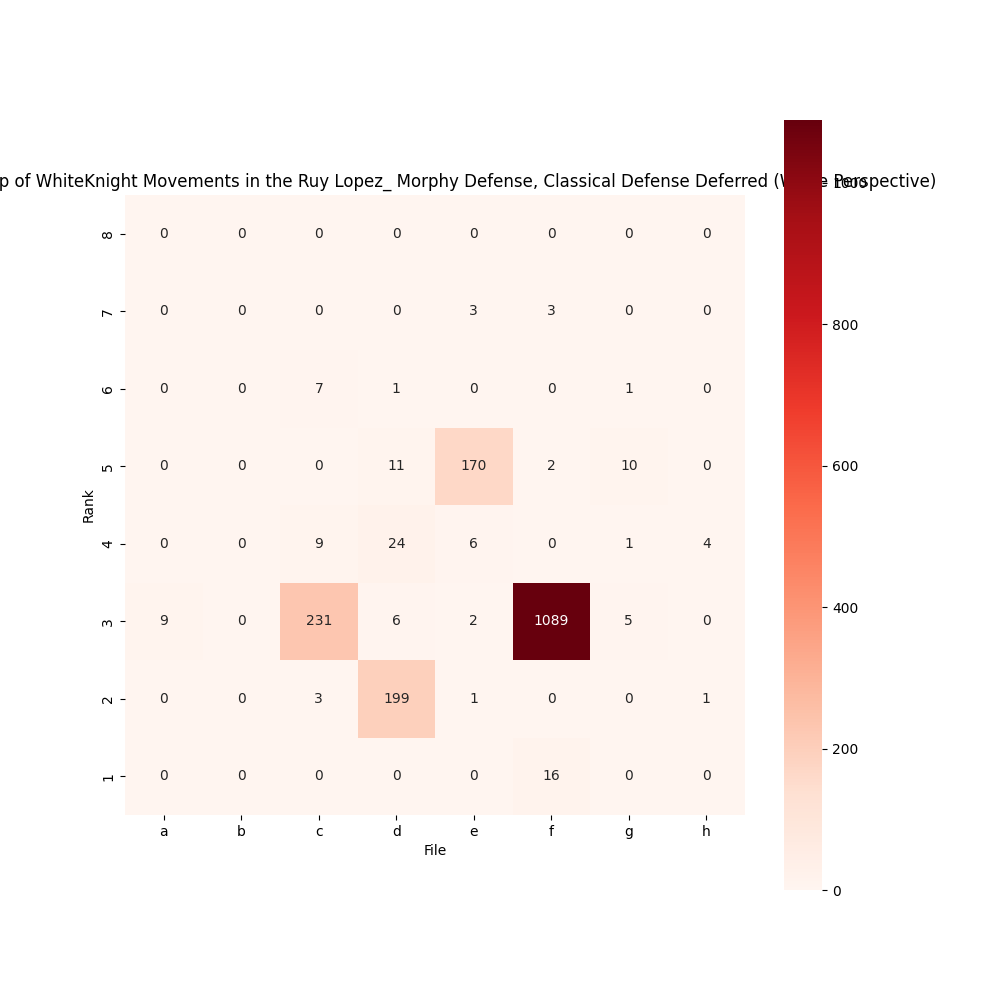 p of WhiteKnight Movements in the Ruy Lopez_ Morphy Defense, Classical Defense Deferred (W e Perspective)
1000
8 0 0 0 0 0 0 0 0
7 0 0 0 0 3 3 0 0
800
6 0 0 7 1 0 0 1 0
5 0 0 0 11 170 2 10 0
600
Rank
4 0 0 9 24 6 0 1 4
400
3 9 0 231 6 2 1089 5 0
2 0 0 3 199 1 0 0 1
200
1 0 0 0 0 0 16 0 0
a b c d e f g h
File
0